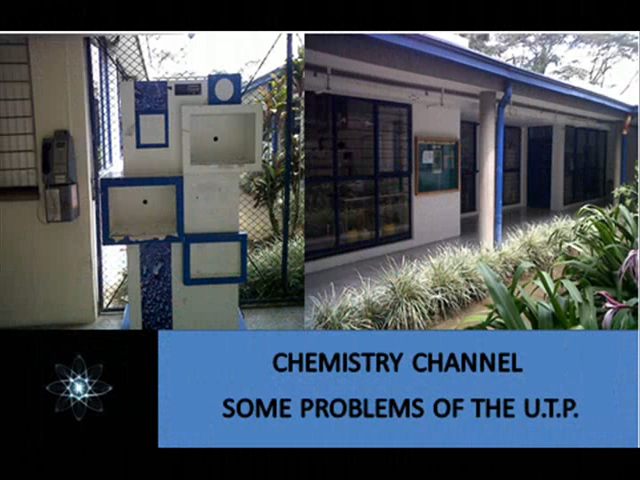 CHEMISTRY CHANNEL
SOME PROBLEMS OF THE U.T.P.